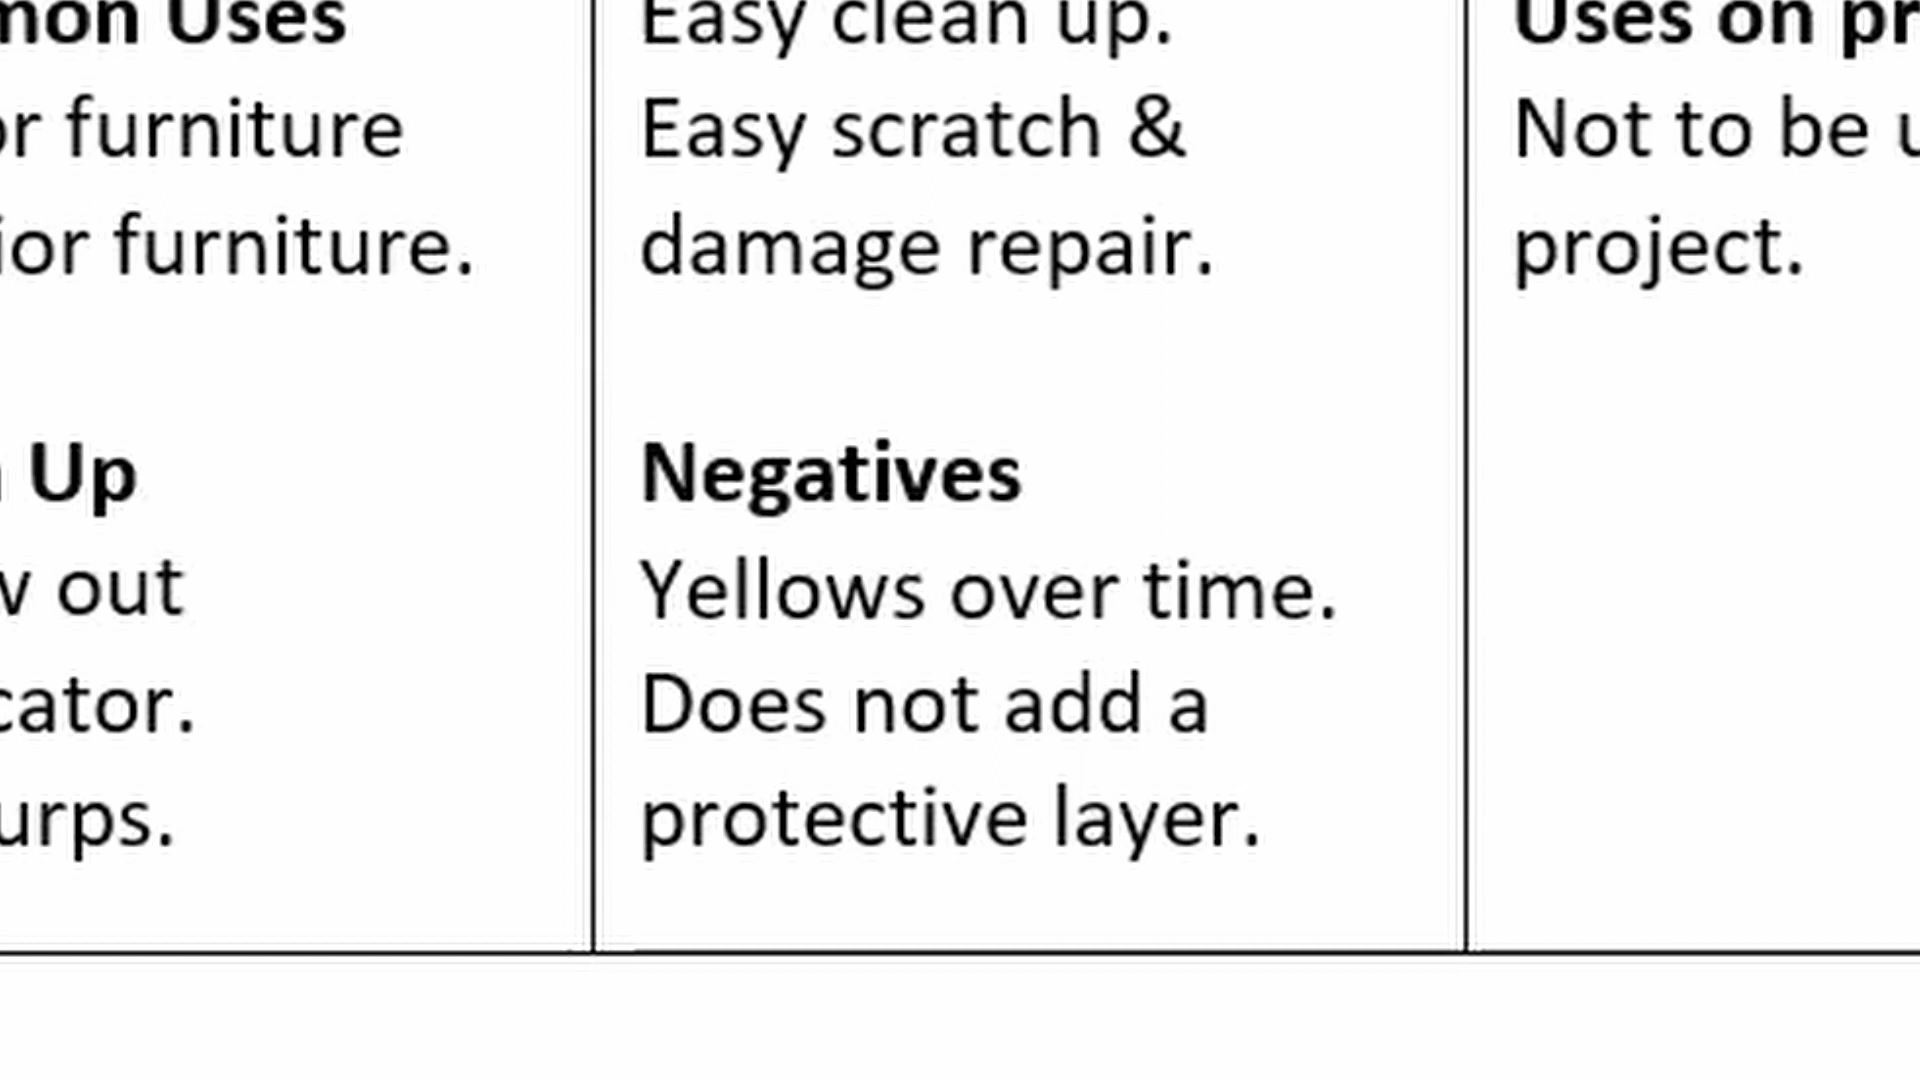 mon Uses
or furniture
ior furniture.
Up
w out
cator.
urps.
Easy clean up.
Easy scratch &
damage repair.
Negatives
Yellows over time.
Does not add a
protective layer.
Uses on pr
Not to be u
project.